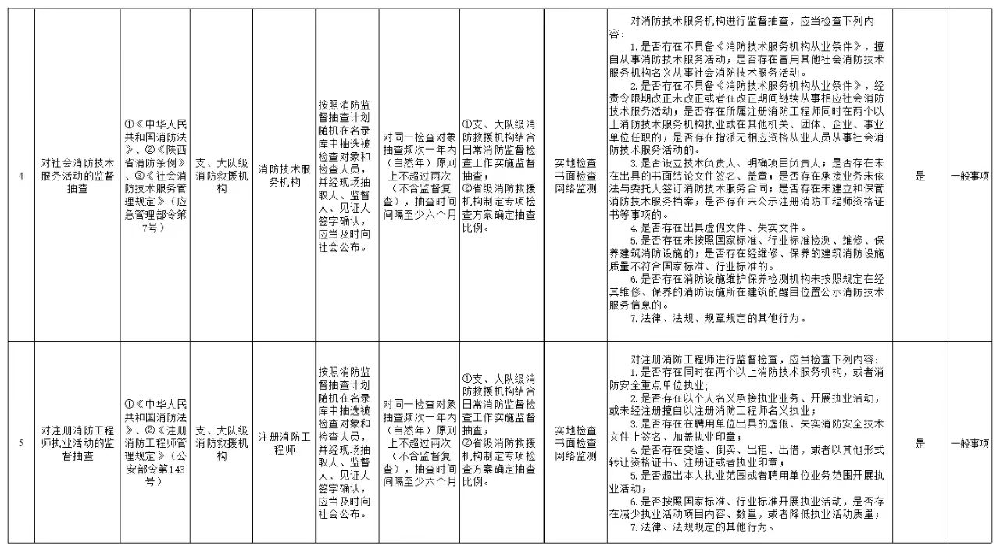 4
对社会消防技术
服务活动的监督
抽查
①《中华人民
共和国消防法
》、②《陕西
省消防条例》
、③《社会消
防技术服务管
理规定》（应
急管理部令第
7号）
支、大队级
消防救援机
构
消防技术服
务机构
按照消防监
督抽查计划
随机在名录
库中抽选被
检查对象和
检查人员，
并经现场抽
取人、监督
人、见证人
签字确认，
应当及时向
社会公布。
对同一检查对象
抽查频次一年内
（自然年）原则
上不超过两次
（不含监督复
查），抽查时间
间隔至少六个月
①支、大队级消
防救援机构结合
日常消防监督检
查工作实施监督
抽查；
②省级消防救援
机构制定专项检
查方案确定抽查
比例。
实地检查
书面检查
网络监测
对消防技术服务机构进行监督抽查，应当检查下列内
容：
1.是否存在不具备《消防技术服务机构从业条件》，擅
自从事消防技术服务活动；是否存在冒用其他社会消防技术
服务机构名义从事社会消防技术服务活动。
2.是否存在不具备《消防技术服务机构从业条件》，经
责令限期改正未改正或者在改正期间继续从事相应社会消防
技术服务活动；是否存在所属注册消防工程师同时在两个以
上消防技术服务机构执业或在其他机关、团体、企业、事业
单位任职的；是否存在指派无相应资格从业人员从事社会消
防技术服务活动的。
3.是否设立技术负责人、明确项目负责人；是否存在未
在出具的书面结论文件签名、盖章；是否存在承接业务未依
法与委托人签订消防技术服务合同；是否存在未建立和保管
消防技术服务档案；是否存在未公示注册消防工程师资格证
书等事项的。
4.是否存在出具虚假文件、失实文件。
5.是否存在未按照国家标准、行业标准检测、维修、保
养建筑消防设施的；是否存在经维修、保养的建筑消防设施
质量不符合国家标准、行业标准的。
6.是否存在消防设施维护保养检测机构未按照规定在经
其维修、保养的消防设施所在建筑的醒目位置公示消防技术
服务信息的。
7.法律、法规、规章规定的其他行为。
是
一般事项
5
对注册消防工程
师执业活动的监
督抽查
①《中华人民
共和国消防法
》、②《注册
消防工程师管
理规定》（公
安部令第143
号）
支、大队级
消防救援机
构
注册消防工
程师
按照消防监
督抽查计划
随机在名录
库中抽选被
检查对象和
检查人员，
并经现场抽
取人、监督
人、见证人
签字确认，
应当及时向
社会公布。
对同一检查对象
抽查频次一年内
（自然年）原则
上不超过两次
（不含监督复
查），抽查时间
间隔至少六个月
①支、大队级消
防救援机构结合
日常消防监督检
查工作实施监督
抽查；
②省级消防救援
机构制定专项检
查方案确定抽查
比例。
实地检查
书面检查
网络监测
对注册消防工程师进行监督检查，应当检查下列内容：
1.是否存在同时在两个以上消防技术服务机构，或者消
防安全重点单位执业；
2.是否存在以个人名义承接执业业务、开展执业活动，
或未经注册擅自以注册消防工程师名义执业；
3.是否存在在聘用单位出具的虚假、失实消防安全技术
文件上签名、加盖执业印章；
4.是否存在变造、倒卖、出租、出借，或者以其他形式
转让资格证书、注册证或者执业印章；
5.是否超出本人执业范围或者聘用单位业务范围开展执
业活动；
6.是否按照国家标准、行业标准开展执业活动，是否存
在减少执业活动项目内容、数量，或者降低执业活动质量；
7.法律、法规规定的其他行为。
是
一般事项